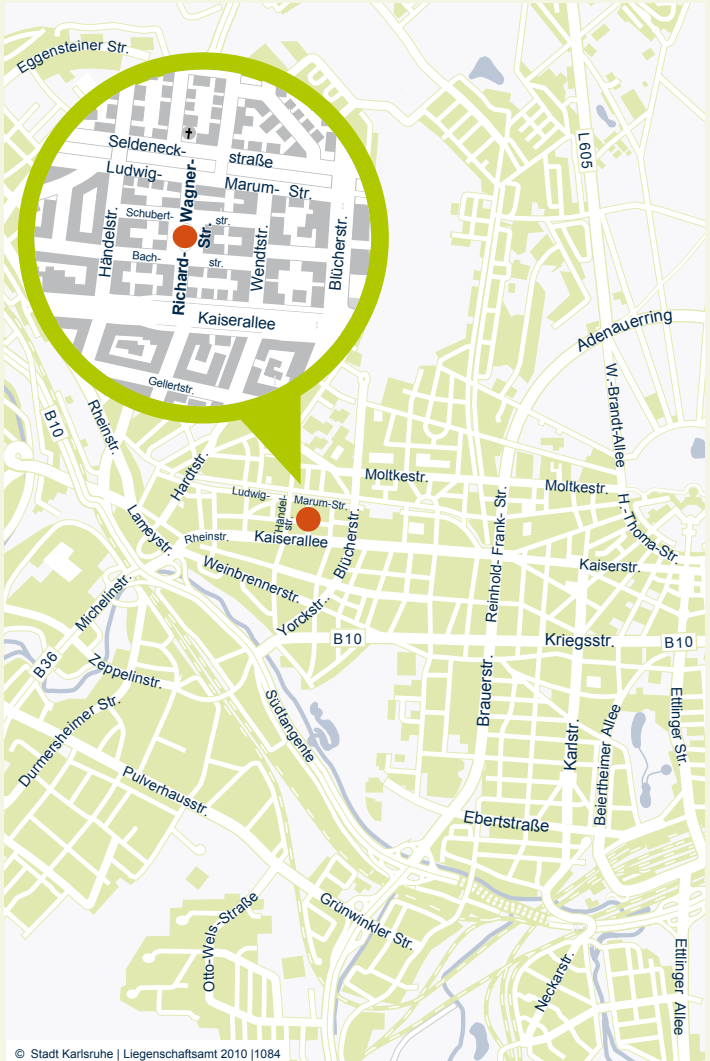 Eggensteiner Str.
L605
Seldeneck-
straße
Ludwig-
Marum- Str.
Schubert-
str.
Richard- Wagner-
Str.
Händelstr.
Bach-
str.
Wendtstr.
Blücherstr.
Kaiserallee
Gellertstr.
Adenauerring
W.-Brandt-Allee
B10
Rheinstr.
Hardtstr.
Moltkestr.
Moltkestr.
Ludwig-
Marum-Str.
Händel-
str.
Reinhold- Frank- Str.
H.-Thoma-Str.
Lameystr.
Rheinstr.
Kaiserallee
Blücherstr.
Kaiserstr.
Weinbrennerstr.
Michelinstr.
Yorckstr..
B10
Kriegsstr.
B10
B36
Zeppelinstr.
Südtangente
Brauerstr.
Karlstr.
Beiertheimer Allee
Ettlinger Str.
Durmersheimer Str.
Pulverhausstr.
Ebertstraße
Otto-Wels-Straße
Grünwinkler Str.
Neckarstr.
Ettlinger Allee
© Stadt Karlsruhe | Liegenschaftsamt 2010 |1084